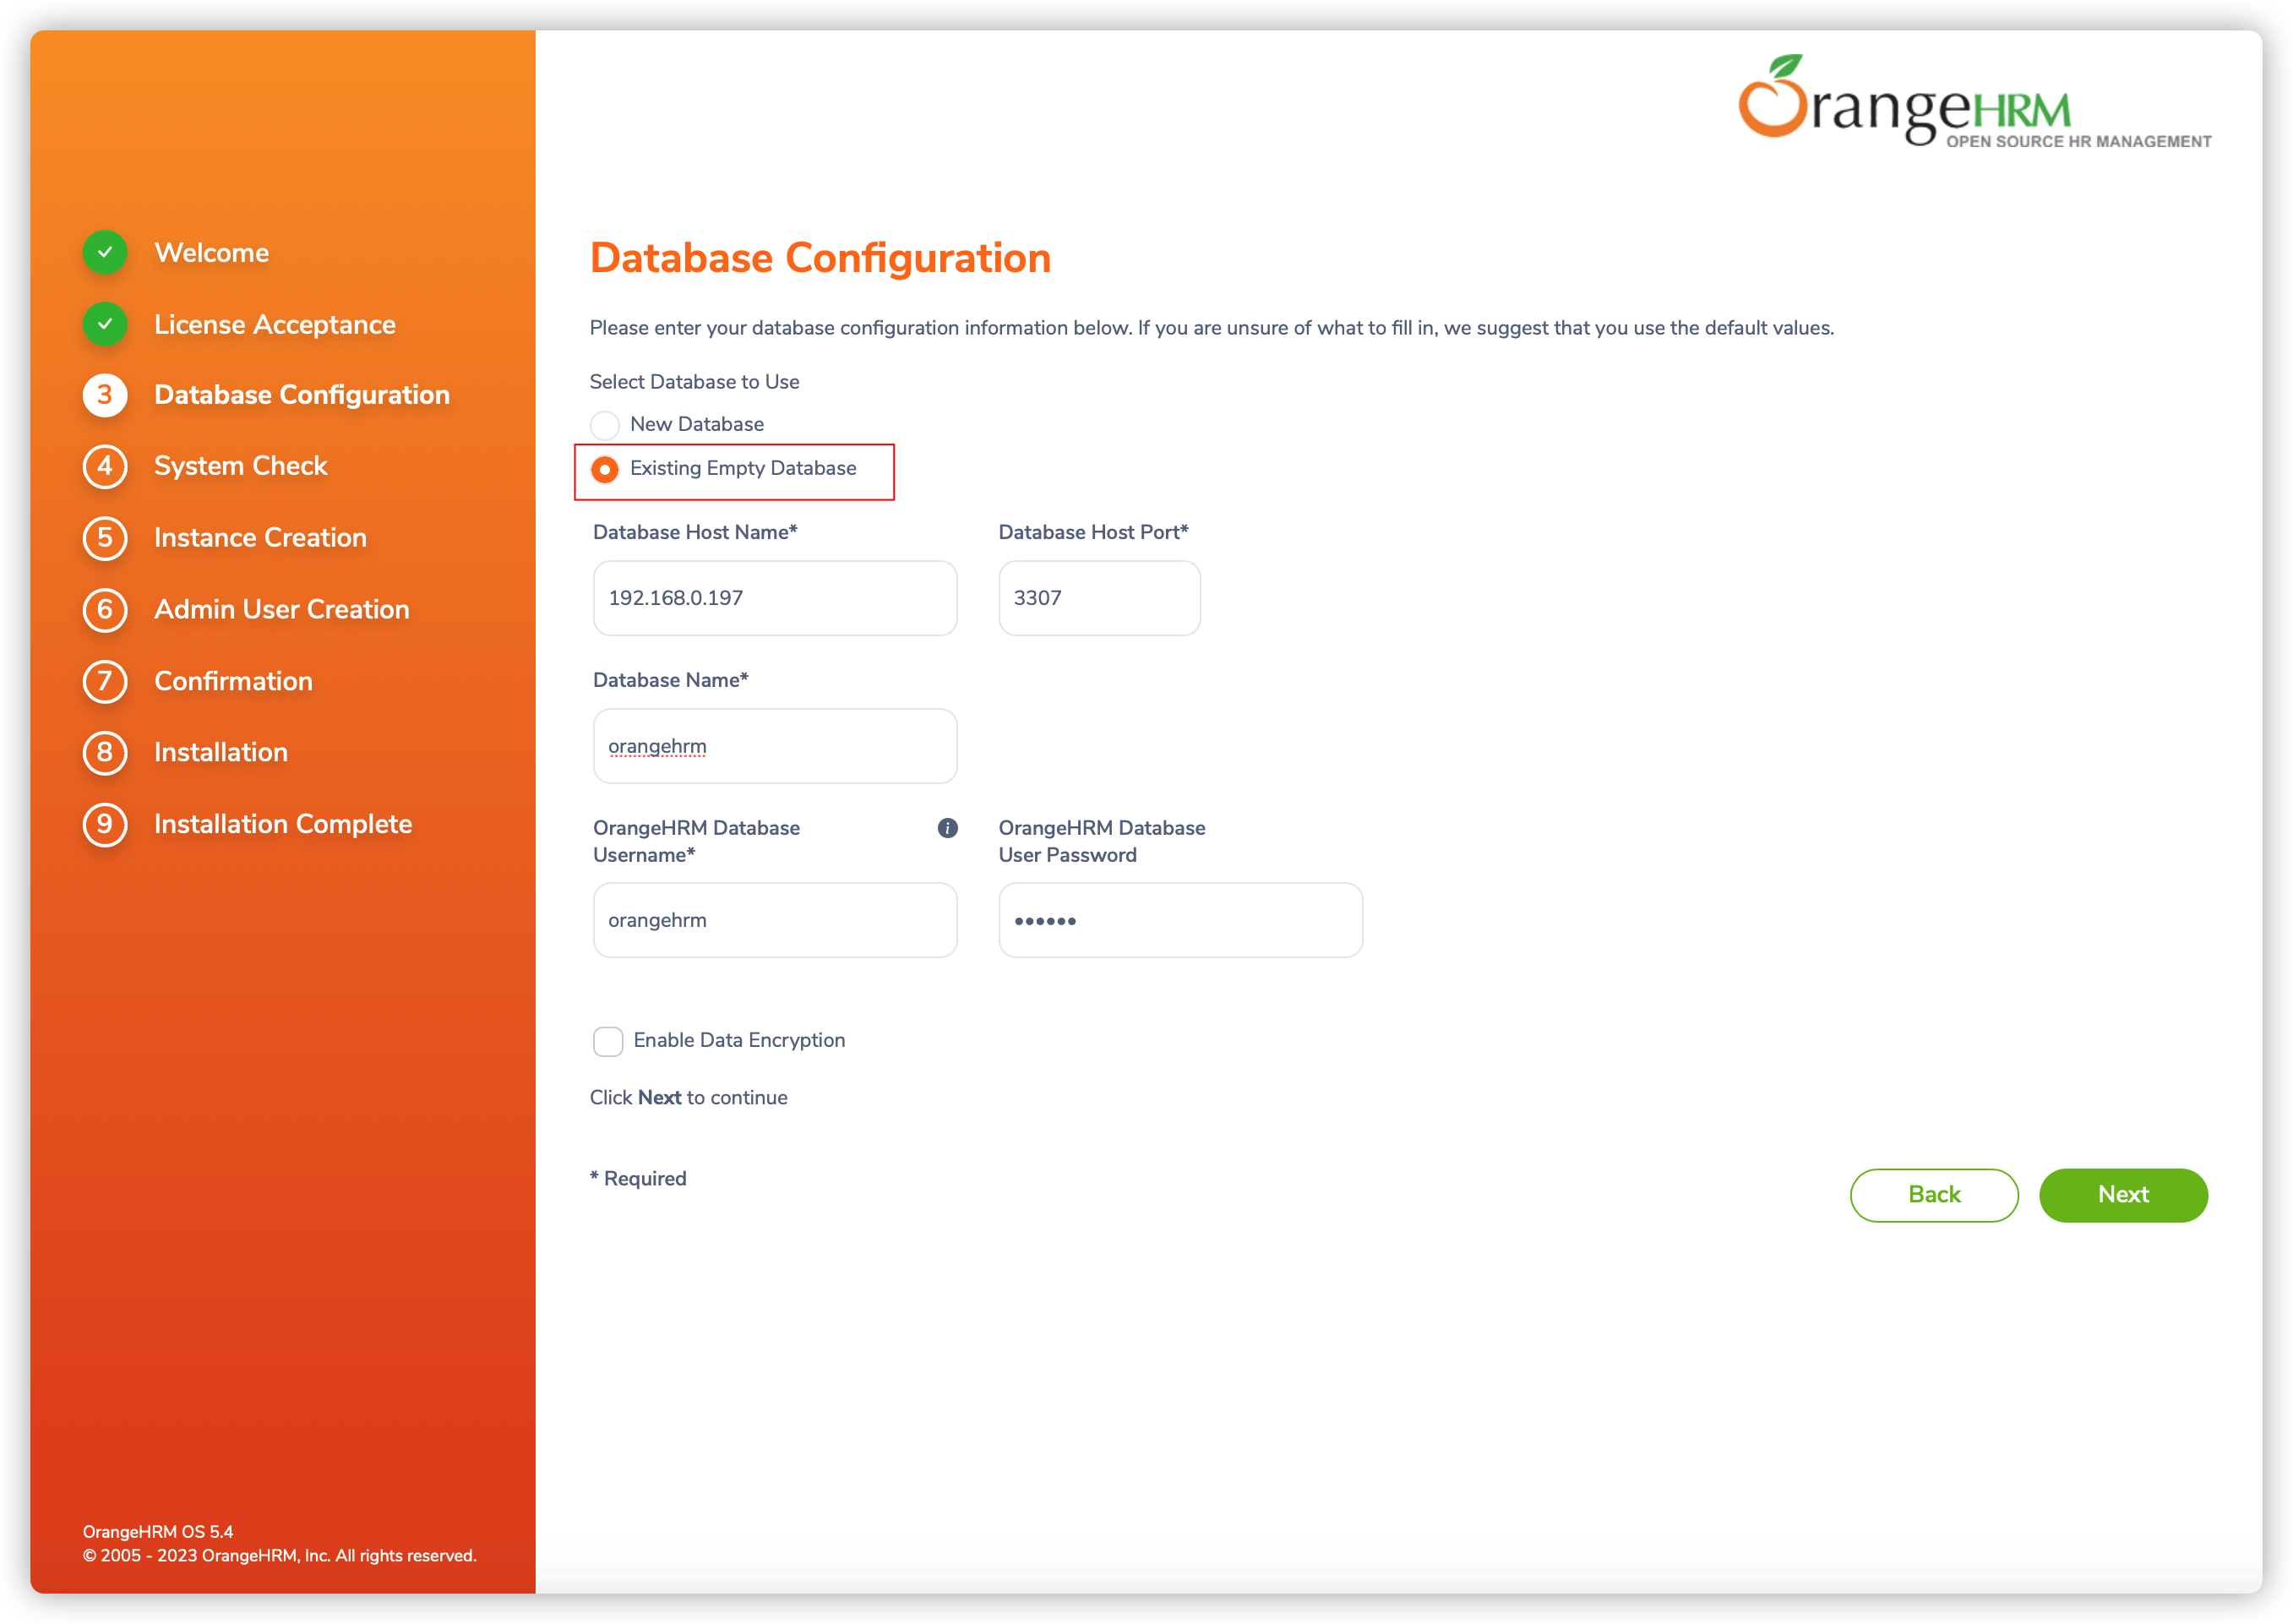 OrangeHRM
OPEN SOURCE HR MANAGEMENT
Welcome
License Acceptance
3 Database Configuration
4 System Check
5 Instance Creation
6 Admin User Creation
7 Confirmation
8 Installation
9 Installation Complete
OrangeHRM OS 5.4
© 2005 - 2023 OrangeHRM, Inc. All rights reserved.
Database Configuration
Please enter your database configuration information below. If you are unsure of what to fill in, we suggest that you use the default values.
Select Database to Use
New Database
Existing Empty Database
Database Host Name* Database Host Port*
192.168.0.197 3307
Database Name*
orangehrm
OrangeHRM Database i OrangeHRM Database
Username* User Password
orangehrm ••••••
Enable Data Encryption
Click Next to continue
* Required
Back Next